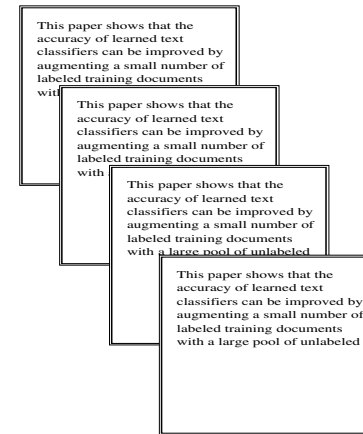 This paper shows that the
accuracy of learned text
classifiers can be improved by
augmenting a small number of
labeled training documents
This paper shows that the
accuracy of learned text
classifiers can be improved by
augmenting a small number of
labeled training documents
with
This paper shows that the
accuracy of learned text
classifiers can be improved by
augmenting a small number of
labeled training documents
with a large pool of unlabeled
This paper shows that the
accuracy of learned text
classifiers can be improved by
augmenting a small number of
labeled training documents
with a large pool of unlabeled